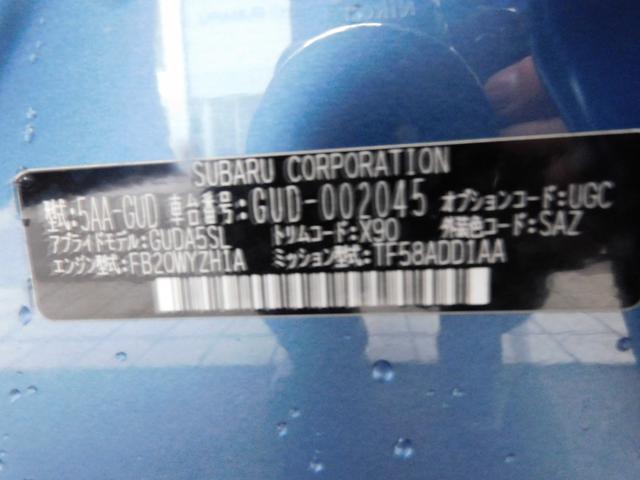 SUBARU CORPORATION
型式:5AA-GUD 車台番号:GUD-002045 オプションコード:UGC
アプライドモデル:GUDA5SL トリムコード:X90 外装色コード:SAZ
エンジン型式:FB20WYZH1A ミッション型式:TF58ADD1AA